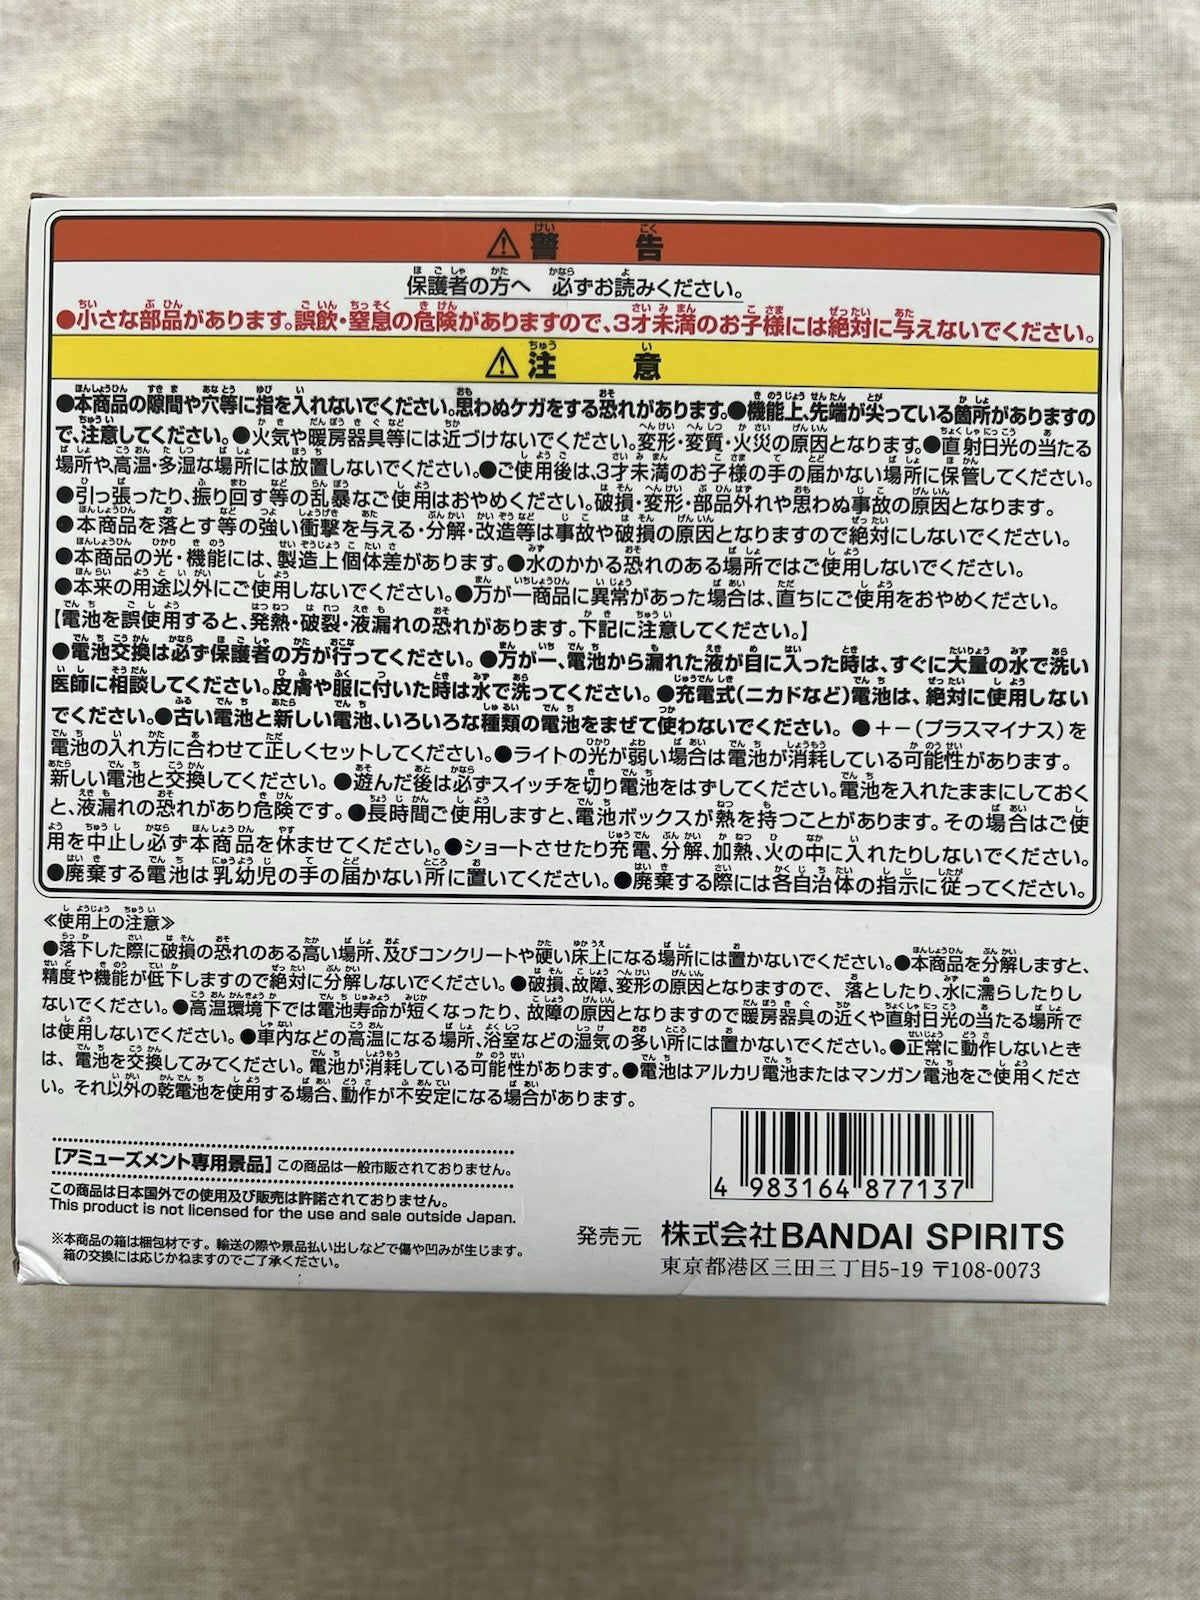 ⚠警告
保護者の方へ 必ずお読みください。
●小さな部品があります。誤飲・窒息の危険がありますので、3才未満のお子様には絶対に与えないでください。
⚠注意
●本商品の隙間や穴等に指を入れないでください。思わぬケガをする恐れがあります。●機能上、先端が尖っている箇所がありますの
で、注意してください。●火気や暖房器具等には近づけないでください。変形・変質・火災の原因となります。●直射日光の当たる
場所や、高温・多湿な場所には放置しないでください。●ご使用後は、3才未満のお子様の手の届かない場所に保管してください。
●引っ張ったり、振り回す等の乱暴なご使用はおやめください。破損・変形・部品外れや思わぬ事故の原因となります。
●本商品を落とす等の強い衝撃を与える・分解・改造等は事故や破損の原因となりますので絶対にしないでください。
●本商品の光・機能には、製造上個体差があります。●水のかかる恐れのある場所ではご使用しないでください。
●本来の用途以外にご使用しないでください。●万が一商品に異常があった場合は、直ちにご使用をおやめください。
【電池を誤使用すると、発熱・破裂・液漏れの恐れがあります。下記に注意してください。】
●電池交換は必ず保護者の方が行ってください。●万が一、電池から漏れた液が目に入った時は、すぐに大量の水で洗い
医師に相談してください。皮膚や服に付いた時は水で洗ってください。●充電式(ニカドなど)電池は、絶対に使用しない
でください。●古い電池と新しい電池、いろいろな種類の電池をまぜて使わないでください。●+−(プラスマイナス)を
電池の入れ方に合わせて正しくセットしてください。●ライトの光が弱い場合は電池が消耗している可能性があります。
新しい電池と交換してください。●遊んだ後は必ずスイッチを切り電池をはずしてください。電池を入れたままにしておく
と、液漏れの恐れがあり危険です。●長時間ご使用しますと、電池ボックスが熱を持つことがあります。その場合はご使
用を中止し必ず本商品を休ませてください。●ショートさせたり充電、分解、加熱、火の中に入れたりしないでください。
●廃棄する電池は乳幼児の手の届かない所に置いてください。●廃棄する際には各自治体の指示に従ってください。
≪使用上の注意≫
●落下した際に破損の恐れのある高い場所、及びコンクリートや硬い床上になる場所には置かないでください。●本商品を分解しますと、
精度や機能が低下しますので絶対に分解しないでください。●破損、故障、変形の原因となりますので、落としたり、水に濡らしたりし
ないでください。●高温環境下では電池寿命が短くなったり、故障の原因となりますので暖房器具の近くや直射日光の当たる場所で
は使用しないでください。●車内などの高温になる場所、浴室などの湿気の多い所には置かないでください。●正常に動作しないとき
は、電池を交換してみてください。電池が消耗している可能性があります。●電池はアルカリ電池またはマンガン電池をご使用くださ
い。それ以外の乾電池を使用する場合、動作が不安定になる場合があります。
[アミューズメント専用景品]この商品は一般市販されておりません。
この商品は日本国外での使用及び販売は許諾されておりません。
This product is not licensed for the use and sale outside Japan.
※本商品の箱は梱包材です。輸送の際や景品払い出しなどで傷や凹みが生じます。
箱の交換には応じかねますのでご了承ください。
4 983164 877137
発売元 株式会社BANDAI SPIRITS
東京都港区三田三丁目5-19 〒108-0073